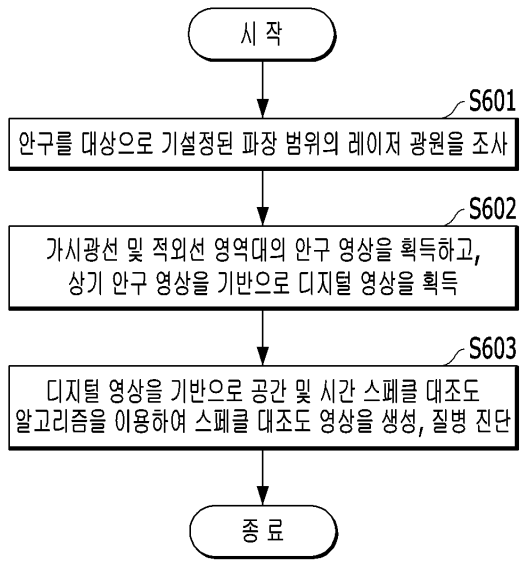 시 작
S601
안구를 대상으로 기설정된 파장 범위의 레이저 광원을 조사
S602
가시광선 및 적외선 영역대의 안구 영상을 획득하고,
상기 안구 영상을 기반으로 디지털 영상을 획득
S603
디지털 영상을 기반으로 공간 및 시간 스페클 대조도
알고리즘을 이용하여 스페클 대조도 영상을 생성, 질병 진단
종 료